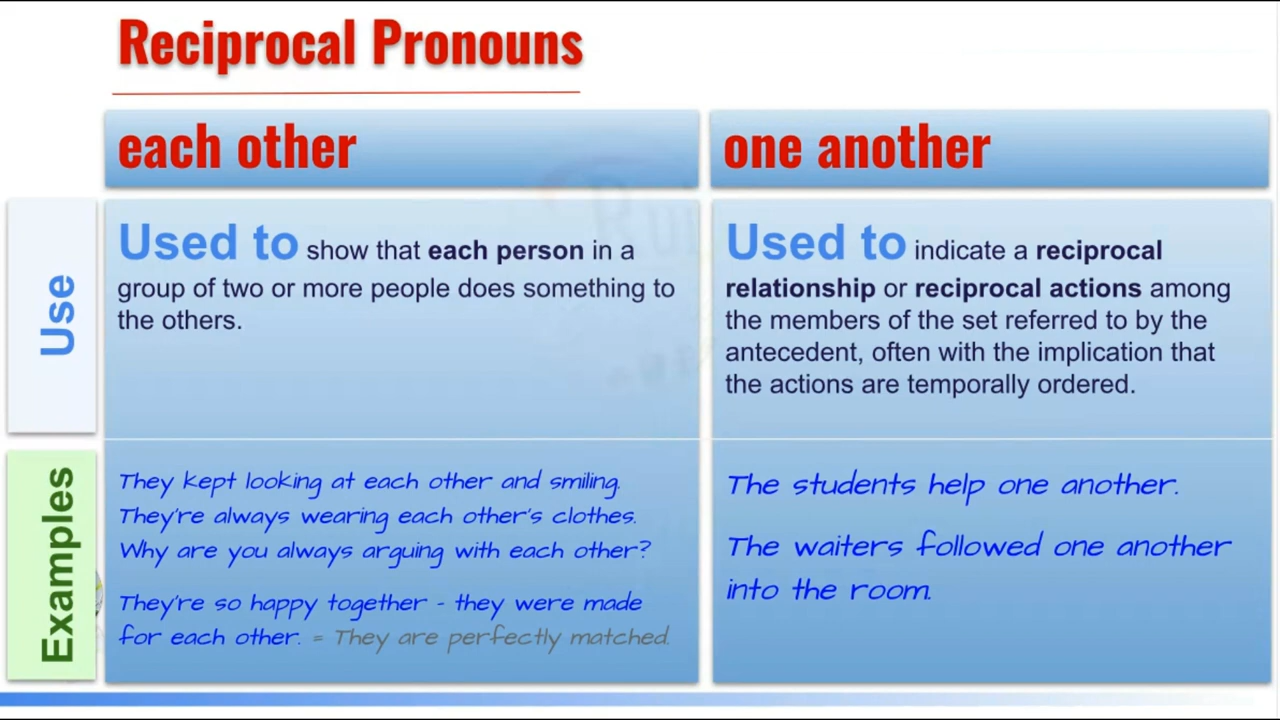 Reciprocal Pronouns
each other
one another
Use
Used to show that each person in a
group of two or more people does something to
the others.
Used to indicate a reciprocal
relationship or reciprocal actions among
the members of the set referred to by the
antecedent, often with the implication that
the actions are temporally ordered.
Examples
They kept looking at each other and smiling.
They're always wearing each other's clothes.
Why are you always arguing with each other?
They're so happy together - they were made
for each other. = They are perfectly matched.
The students help one another.
The waiters followed one another
into the room.